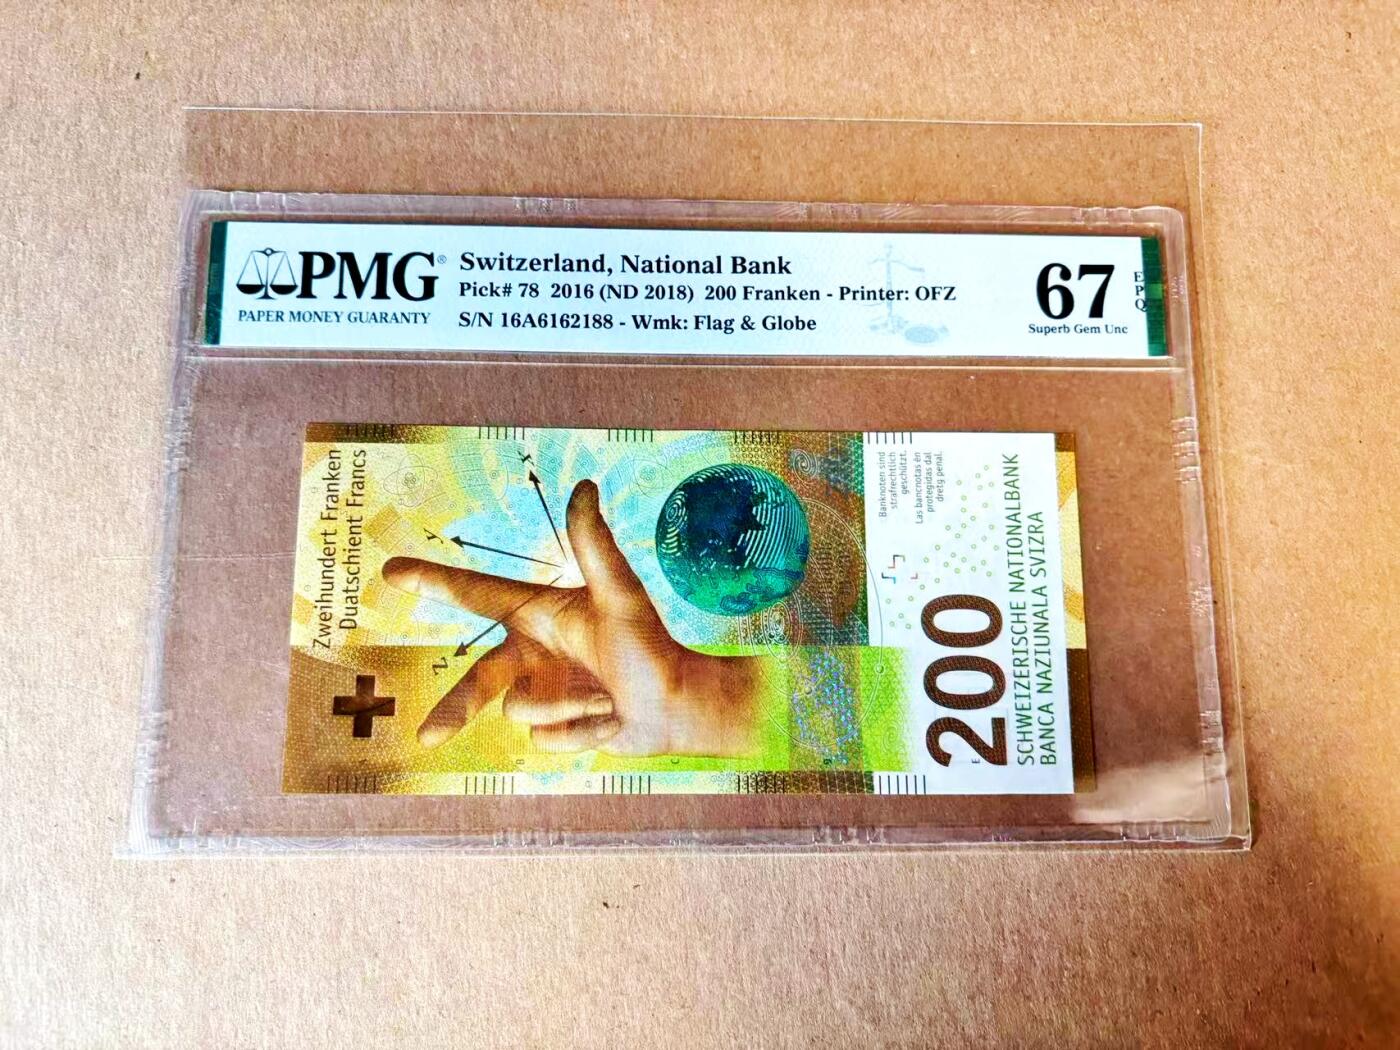 PMG®
PAPER MONEY GUARANTY
Switzerland, National Bank
Pick# 78 2016 (ND 2018) 200 Franken - Printer: OFZ
S/N 16A6162188 - Wmk: Flag & Globe
67
Superb Gem Unc
E
P
Q
Zweihundert Franken
Duatschient Francs
x
y
z
Banknoten sind
strafrechtlich
geschützt.
Las bancnotas èn
protegidas dal
dretg penal.
200
SCHWEIZERISCHE NATIONALBANK
BANCA NAZIUNALA SVIZRA